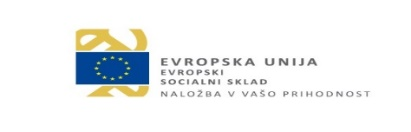 EVROPSKA UNIJA
EVROPSKI
SOCIALNI SKLAD
NALOŽBA V VAŠO PRIHODNOST